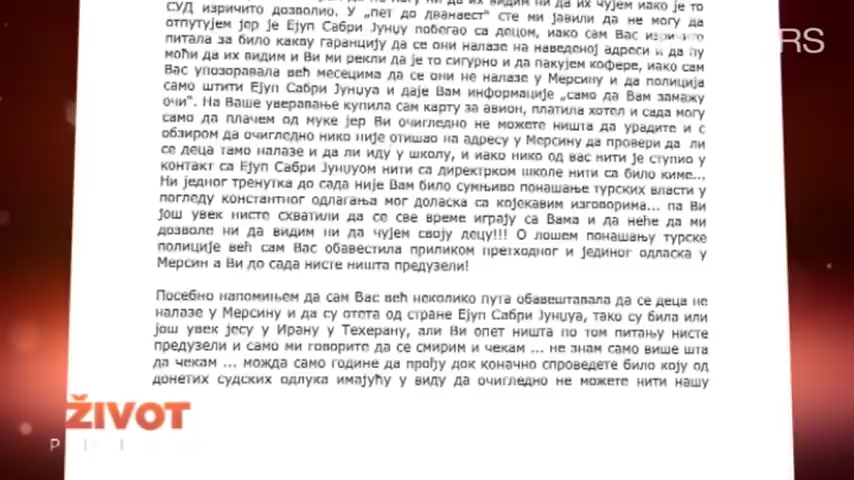 СУД изричито дозволио. У „пет до дванаест" сте ми јавили да не могу да
отпутујем јер је Ејуп Сабри Јунџу побегао са децом, иако сам Вас изричито
питала за било какву гаранцију да се они налазе на наведеној адреси и да ћу
моћи да их видим и Ви ми рекли да је то сигурно и да пакујем кофере, иако сам
Вас упозоравала већ месецима да се они не налазе у Мерсину и да полиција
само штити Ејуп Сабри Јунџуа и даје Вам информације „само да Вам замажу
очи". На Ваше уверавање купила сам карту за авион, платила хотел и сада могу
само да плачем од муке јер Ви очигледно не можете ништа да урадите и с
обзиром да очигледно нико није отишао на адресу у Мерсину да провери да ли
се деца тамо налазе и да ли иду у школу, и иако нико од вас нити је ступио у
контакт са Ејуп Сабри Јунџуом нити са директрком школе нити са било киме...
Ни једног тренутка до сада није Вам било сумњиво понашање турских власти у
погледу константног одлагања мог доласка са којекавим изговорима... па Ви
још увек нисте схватили да се све време играју са Вама и да неће да ми
дозволе ни да видим ни да чујем своју децу!!! О лошем понашању турске
полиције већ сам Вас обавестила приликом претходног и јединог одласка у
Мерсин а Ви до сада нисте ништа предузели!
Посебно напомињем да сам Вас већ неколико пута обавештавала да се деца не
налазе у Мерсину и да су отета од стране Ејуп Сабри Јунџуа, тако су била или
још увек јесу у Ирану у Техерану, али Ви опет ништа по том питању нисте
предузели и само ми говорите да се смирим и чекам ... не знам само више шта
да чекам ... можда само године да прођу док коначно спроведете било коју од
донетих судских одлука имајућу у виду да очигледно не можете нити нашу
RS
ŽIVOT